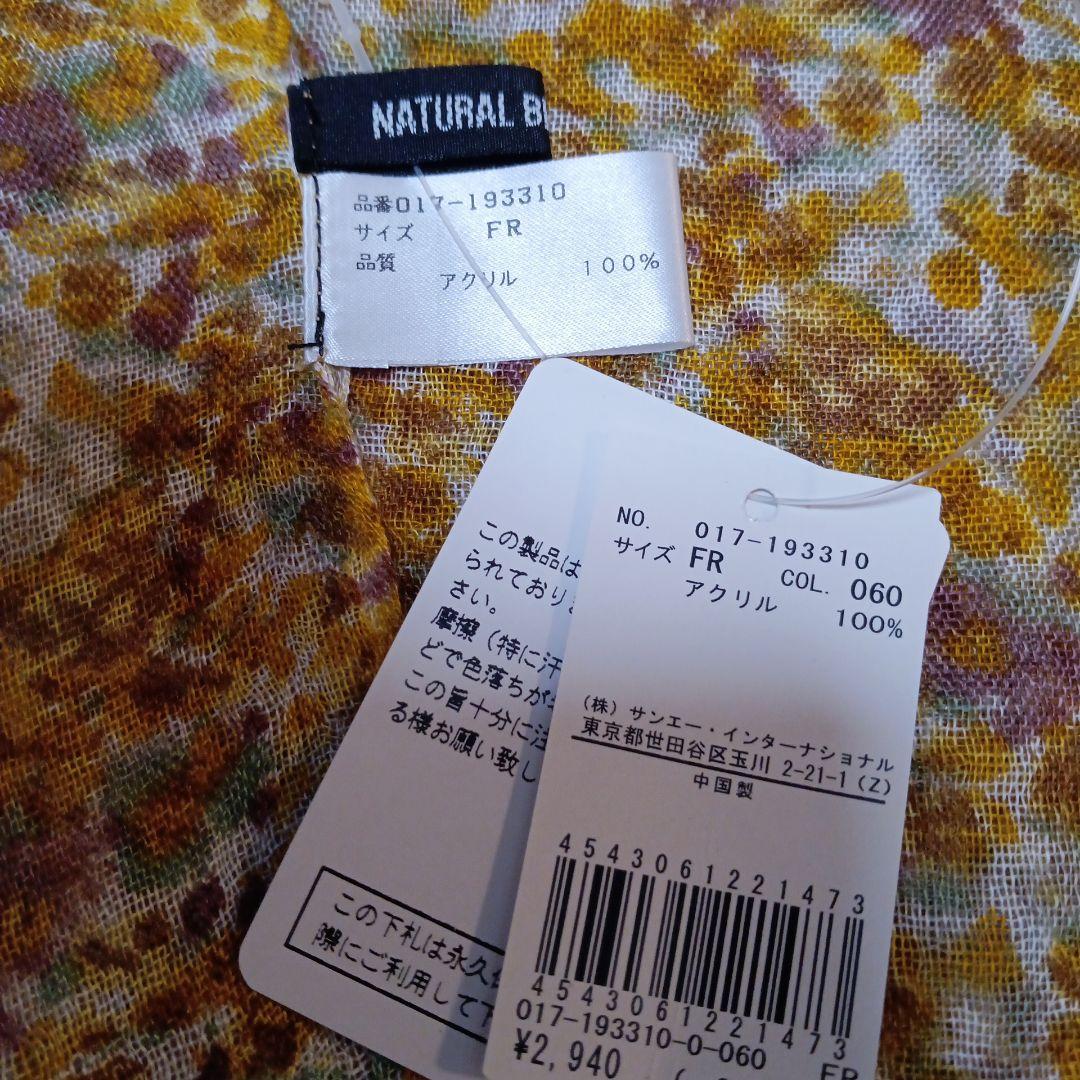 NATURAL B
品番017-193310
サイズ FR
品質
アクリル 100%
この製品は
られており
さい。
摩擦(特に汗
どで色落ちが
この旨十分に注
る様お願い致し
この下札は永久
際にご利用して下
NO. 017-193310
サイズ FR COL. 060
アクリル 100%
(株) サンエー・インターナショナル
東京都世田谷区玉川 2-21-1 (Z)
中国製
4543061221473
4543061221473
017-193310-0-060
¥2,940 FR